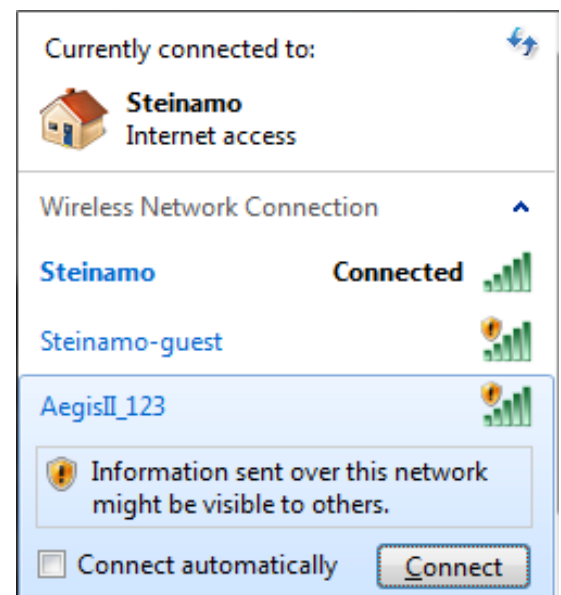 Currently connected to:
Steinamo
Internet access
Wireless Network Connection
Steinamo Connected
Steinamo-guest
AegisII_123
Information sent over this network
might be visible to others.
Connect automatically Connect